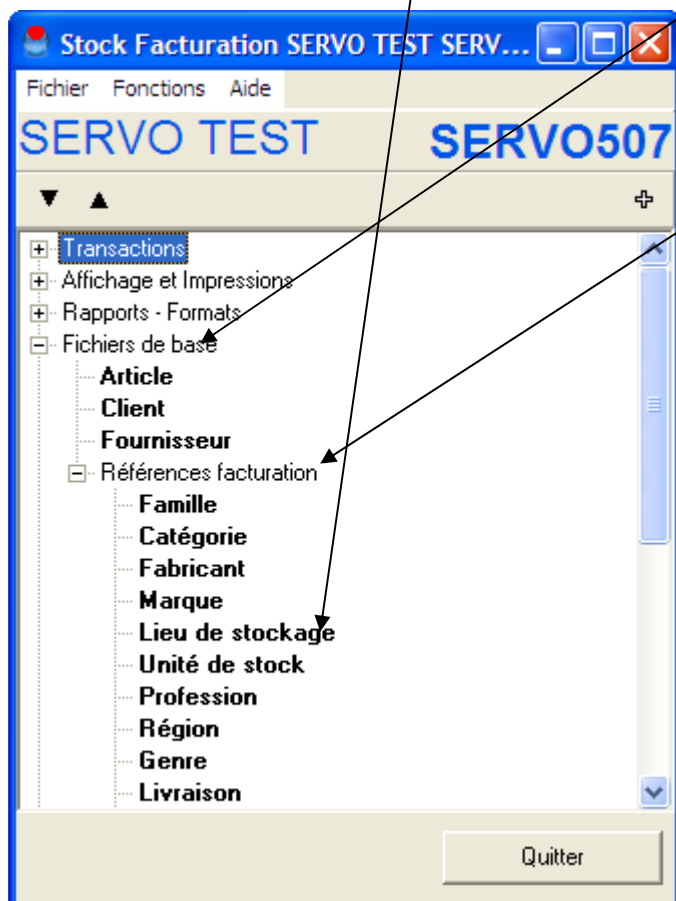 Stock Facturation SERVO TEST SERV...
Fichier Fonctions Aide
SERVO TEST SERVO507
Transactions
Affichage et Impressions
Rapports - Formats
Fichiers de base
Article
Client
Fournisseur
Références facturation
Famille
Catégorie
Fabricant
Marque
Lieu de stockage
Unité de stock
Profession
Région
Genre
Livraison
Quitter